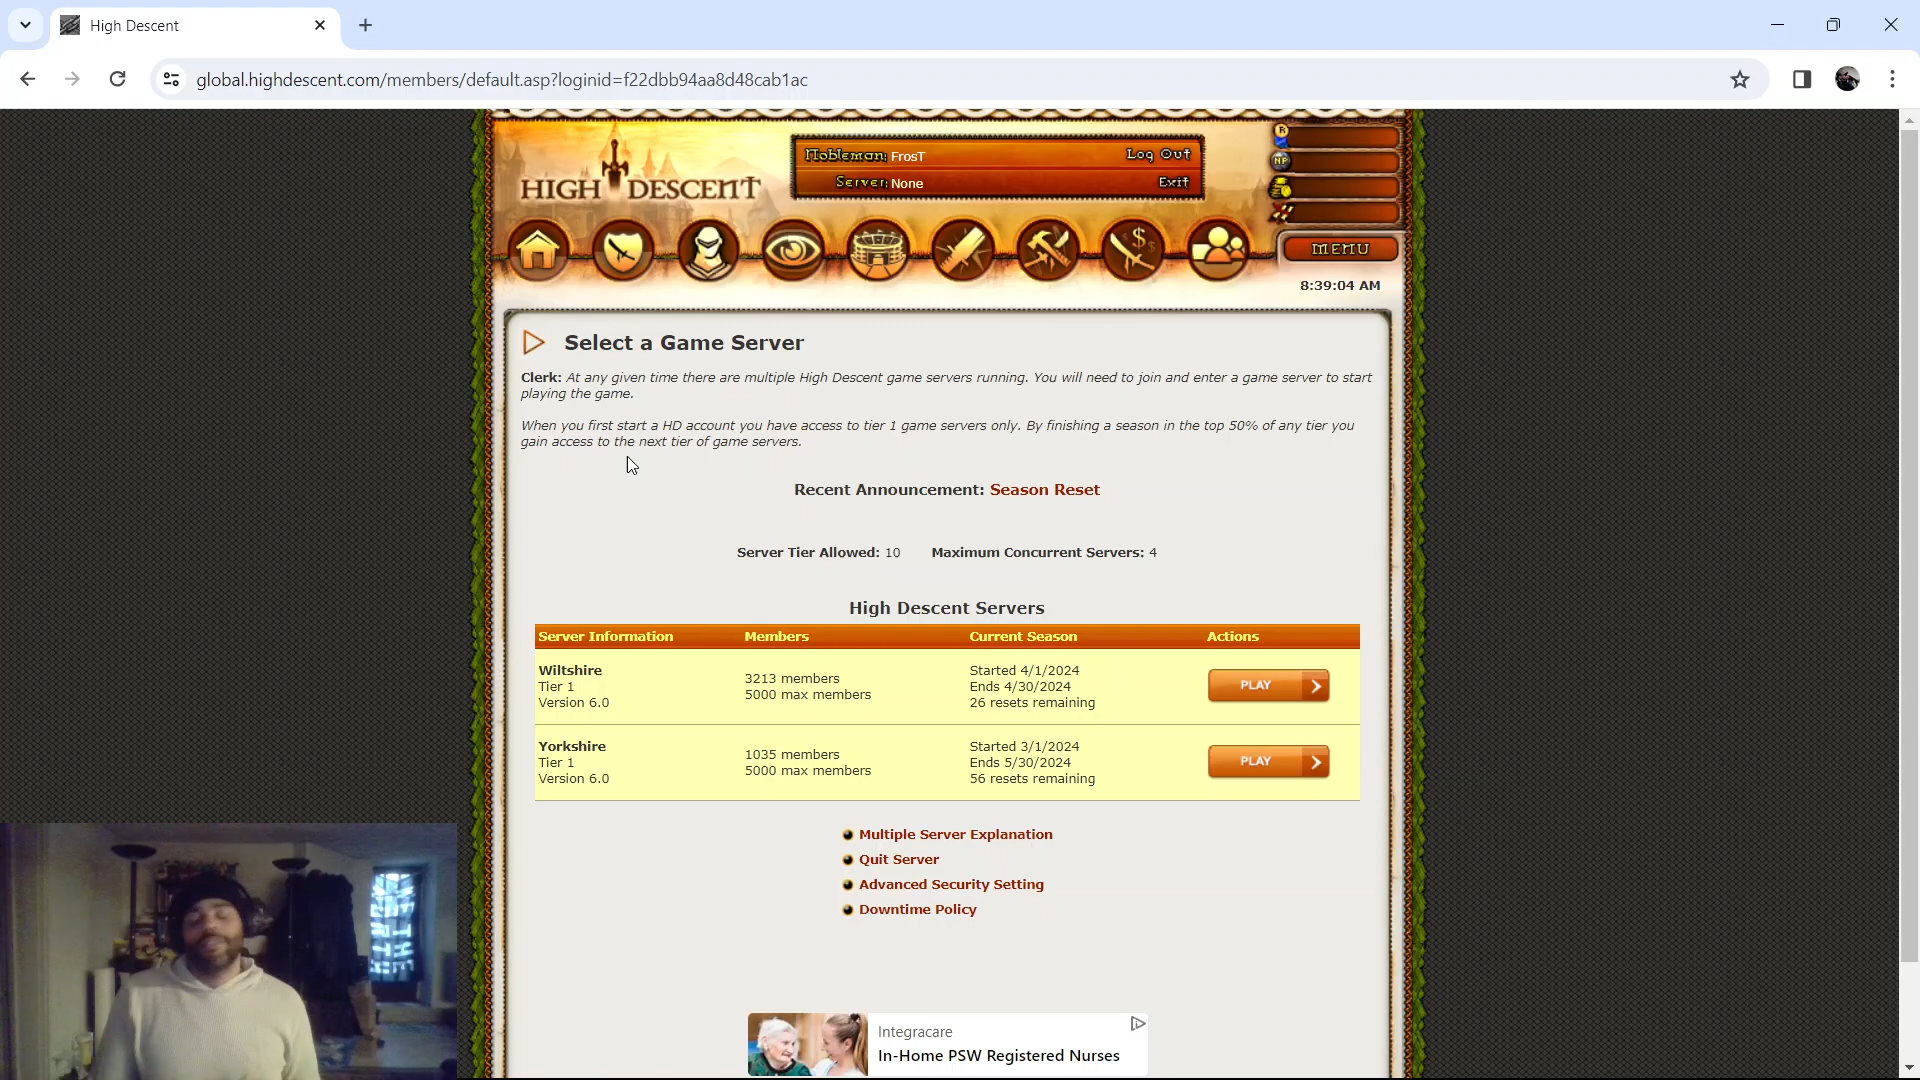 High Descent
global.highdescent.com/members/default.asp?loginid=f22dbb94aa8d48cab1ac
HIGH DESCENT
Nobleman: FrosT
Log Out
Server: None
Exit
R
NP
MENU
8:39:04 AM
Select a Game Server
Clerk: At any given time there are multiple High Descent game servers running. You will need to join and enter a game server to start
playing the game.
When you first start a HD account you have access to tier 1 game servers only. By finishing a season in the top 50% of any tier you
gain access to the next tier of game servers.
Recent Announcement: Season Reset
Server Tier Allowed: 10 Maximum Concurrent Servers: 4
High Descent Servers
Server Information Members Current Season Actions
Wiltshire
Tier 1
Version 6.0
3213 members
5000 max members
Started 4/1/2024
Ends 4/30/2024
26 resets remaining
PLAY
Yorkshire
Tier 1
Version 6.0
1035 members
5000 max members
Started 3/1/2024
Ends 5/30/2024
56 resets remaining
PLAY
Multiple Server Explanation
Quit Server
Advanced Security Setting
Downtime Policy
Integracare
In-Home PSW Registered Nurses